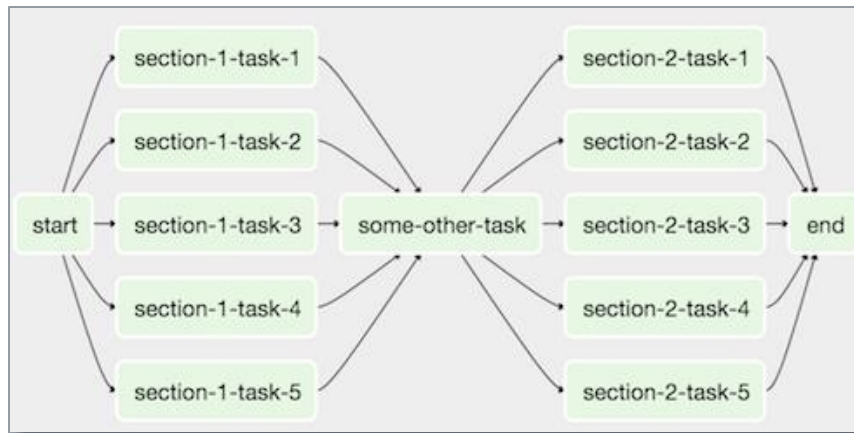 section-1-task-1
section-2-task-1
section-1-task-2
section-2-task-2
start
section-1-task-3
some-other-task
section-2-task-3
end
section-1-task-4
section-2-task-4
section-1-task-5
section-2-task-5